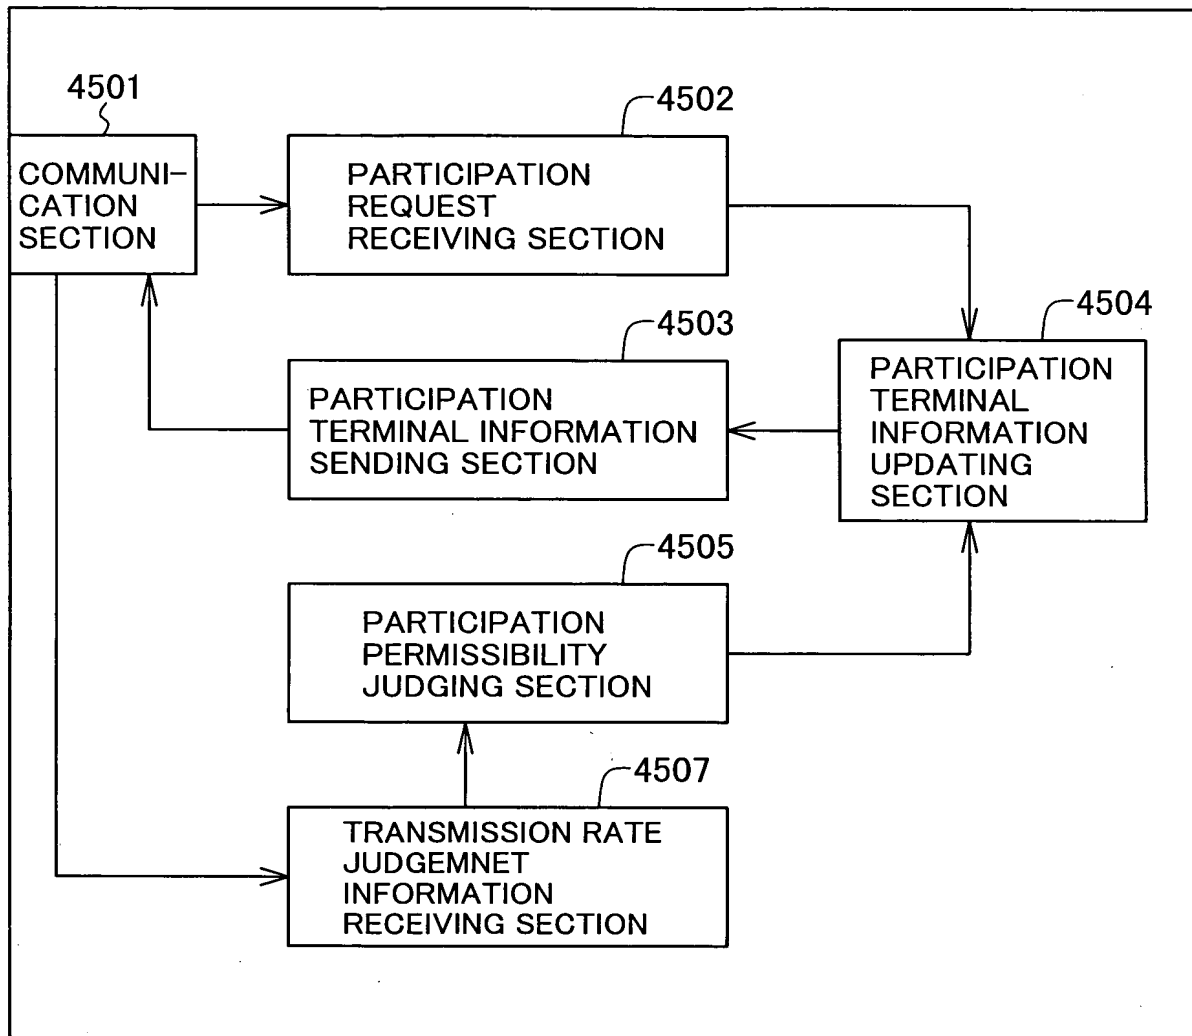 4501
COMMUNI-
CATION
SECTION
4502
PARTICIPATION
REQUEST
RECEIVING SECTION
4503
PARTICIPATION
TERMINAL INFORMATION
SENDING SECTION
4504
PARTICIPATION
TERMINAL
INFORMATION
UPDATING
SECTION
4505
PARTICIPATION
PERMISSIBILITY
JUDGING SECTION
4507
TRANSMISSION RATE
JUDGEMNET
INFORMATION
RECEIVING SECTION